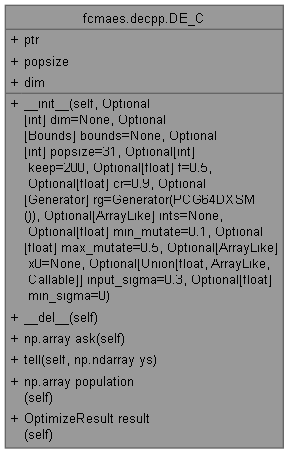 fcmaes.decpp.DE_C
+ ptr
+ popsize
+ dim
+ __init__(self, Optional
[int] dim=None, Optional
[Bounds] bounds=None, Optional
[int] popsize=31, Optional[int]
keep=200, Optional[float] f=0.5,
Optional[float] cr=0.9, Optional
[Generator] rg=Generator(PCG64DXSM
()), Optional[ArrayLike] ints=None,
Optional[float] min_mutate=0.1, Optional
[float] max_mutate=0.5, Optional[ArrayLike]
x0=None, Optional[Union[float, ArrayLike,
Callable]] input_sigma=0.3, Optional[float]
min_sigma=0)
+ __del__(self)
+ np.array ask(self)
+ tell(self, np.ndarray ys)
+ np.array population
(self)
+ OptimizeResult result
(self)